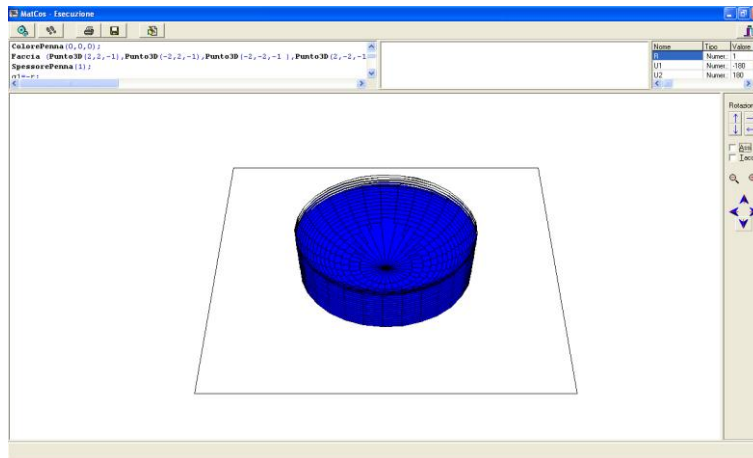 MatCos - Esecuzione
ColorePenna(0,0,0);
Faccia (Punto3D(2,2,-1),Punto3D(-2,2,-1),Punto3D(-2,-2,-1 ),Punto3D(2,-2,-1
SpessorePenna(1);
Nome Tipo Valore
R Numer. 1
U1 Numer. -180
U2 Numer. 180
Rotazion
Assi